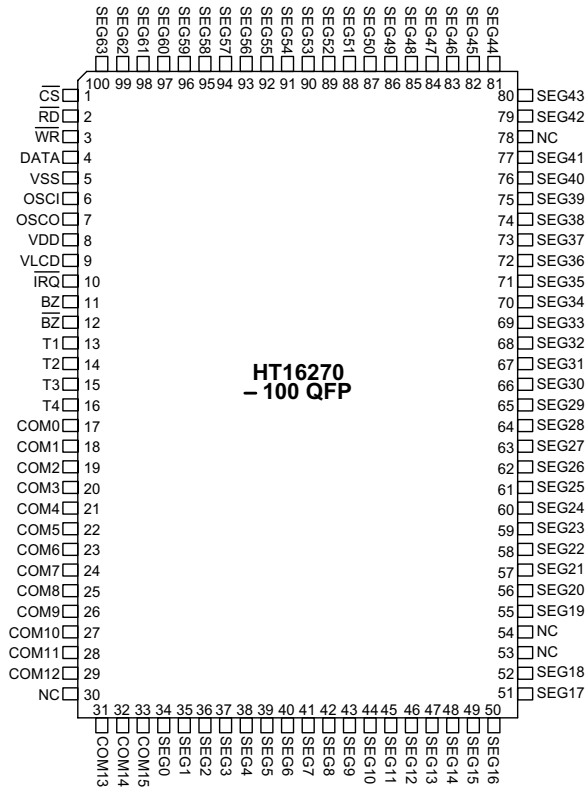 SEG63 SEG62 SEG61 SEG60 SEG59 SEG58 SEG57 SEG56 SEG55 SEG54 SEG53 SEG52 SEG51 SEG50 SEG49 SEG48 SEG47 SEG46 SEG45 SEG44
100 99 98 97 96 95 94 93 92 91 90 89 88 87 86 85 84 83 82 81
C̅S̅ 1 80 SEG43
R̅D̅ 2 79 SEG42
W̅R̅ 3 78 NC
DATA 4 77 SEG41
VSS 5 76 SEG40
OSCI 6 75 SEG39
OSCO 7 74 SEG38
VDD 8 73 SEG37
VLCD 9 72 SEG36
I̅R̅Q̅ 10 71 SEG35
BZ 11 70 SEG34
B̅Z̅ 12 69 SEG33
T1 13 68 SEG32
T2 14 67 SEG31
T3 15 66 SEG30
T4 16 65 SEG29
HT16270
– 100 QFP
COM0 17 64 SEG28
COM1 18 63 SEG27
COM2 19 62 SEG26
COM3 20 61 SEG25
COM4 21 60 SEG24
COM5 22 59 SEG23
COM6 23 58 SEG22
COM7 24 57 SEG21
COM8 25 56 SEG20
COM9 26 55 SEG19
COM10 27 54 NC
COM11 28 53 NC
COM12 29 52 SEG18
NC 30 51 SEG17
31 32 33 34 35 36 37 38 39 40 41 42 43 44 45 46 47 48 49 50
COM13 COM14 COM15 SEG0 SEG1 SEG2 SEG3 SEG4 SEG5 SEG6 SEG7 SEG8 SEG9 SEG10 SEG11 SEG12 SEG13 SEG14 SEG15 SEG16